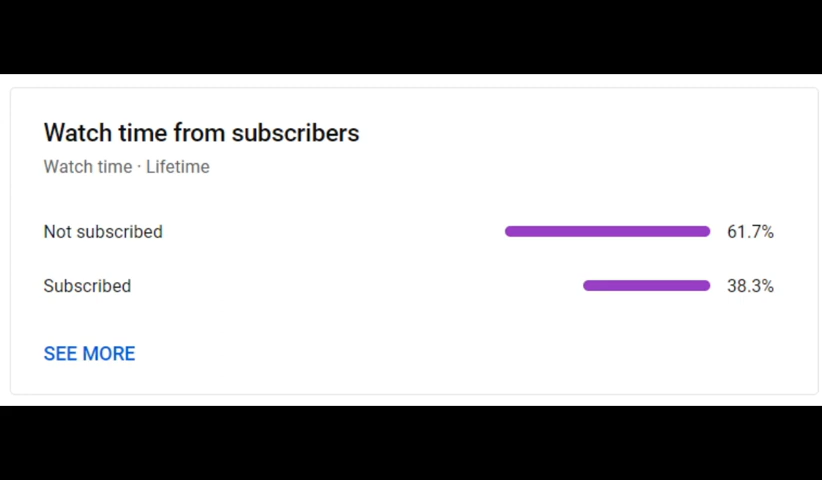 Watch time from subscribers
Watch time · Lifetime
Not subscribed 61.7%
Subscribed 38.3%
SEE MORE